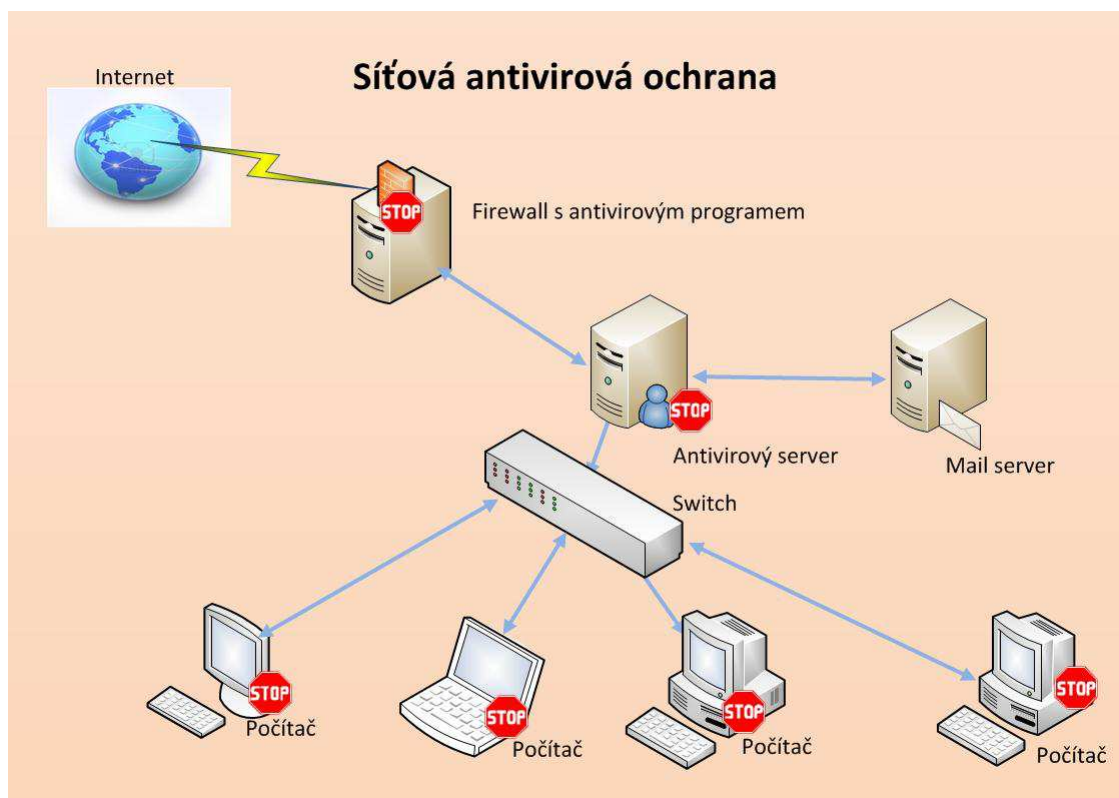 Internet
Síťová antivirová ochrana
STOP
Firewall s antivirovým programem
STOP
Antivirový server
Mail server
Switch
STOP
Počítač
STOP
Počítač
STOP
Počítač
STOP
Počítač